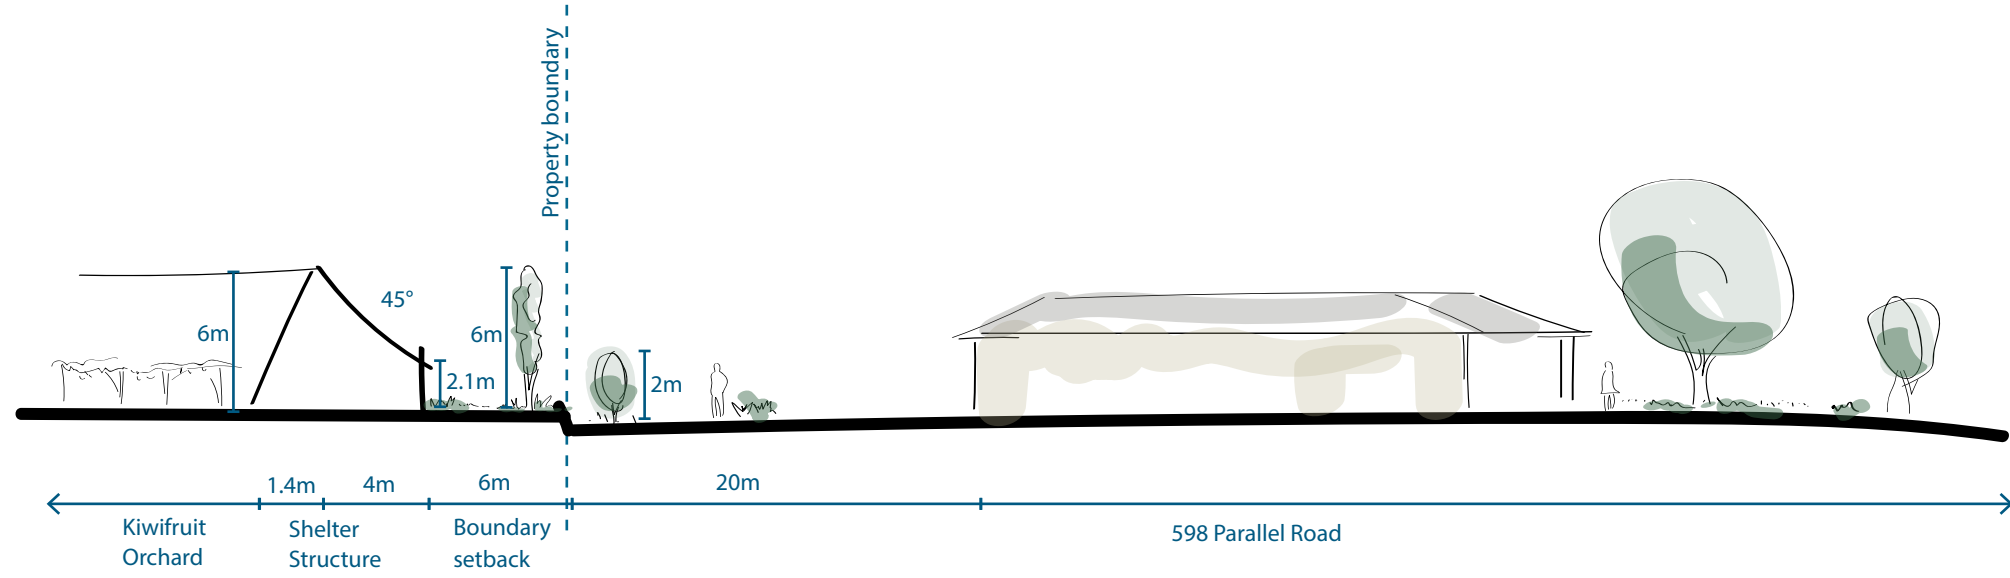 Property boundary
45°
6m
6m
2.1m
2m
1.4m
4m
6m
20m
Kiwifruit
Orchard
Shelter
Structure
Boundary
setback
598 Parallel Road